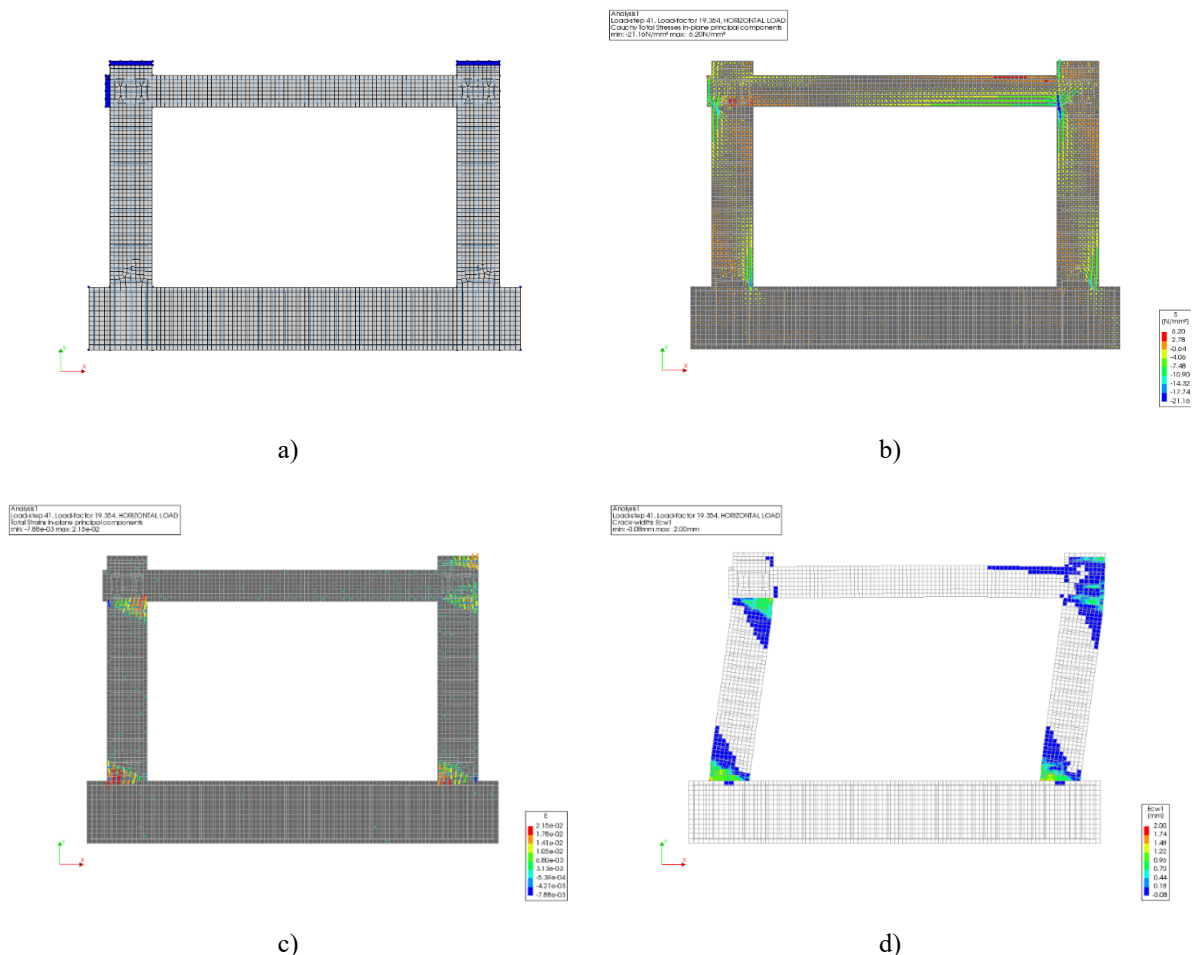 Analysis1
Load-step 41, Load-factor 19.354, HORIZONTAL LOAD
Cauchy Total Stresses in-plane principal components
min: -21.16N/mm² max: 6.20N/mm²
Y
X
a)
Y
X
S
(N/mm²)
6.20
2.78
-0.64
-4.06
-7.48
-10.90
-14.32
-17.74
-21.16
b)
Analysis1
Load-step 41, Load-factor 19.354, HORIZONTAL LOAD
Total Strains in-plane principal components
min: -7.88e-03 max: 2.15e-02
Y
X
E
2.15e-02
1.78e-02
1.41e-02
1.05e-02
6.80e-03
3.13e-03
-5.39e-04
-4.21e-03
-7.88e-03
c)
Analysis1
Load-step 41, Load-factor 19.354, HORIZONTAL LOAD
Crack-widths Ecw1
min: -0.08mm max: 2.00mm
Y
X
Ecw1
(mm)
2.00
1.74
1.48
1.22
0.96
0.70
0.44
0.18
-0.08
d)